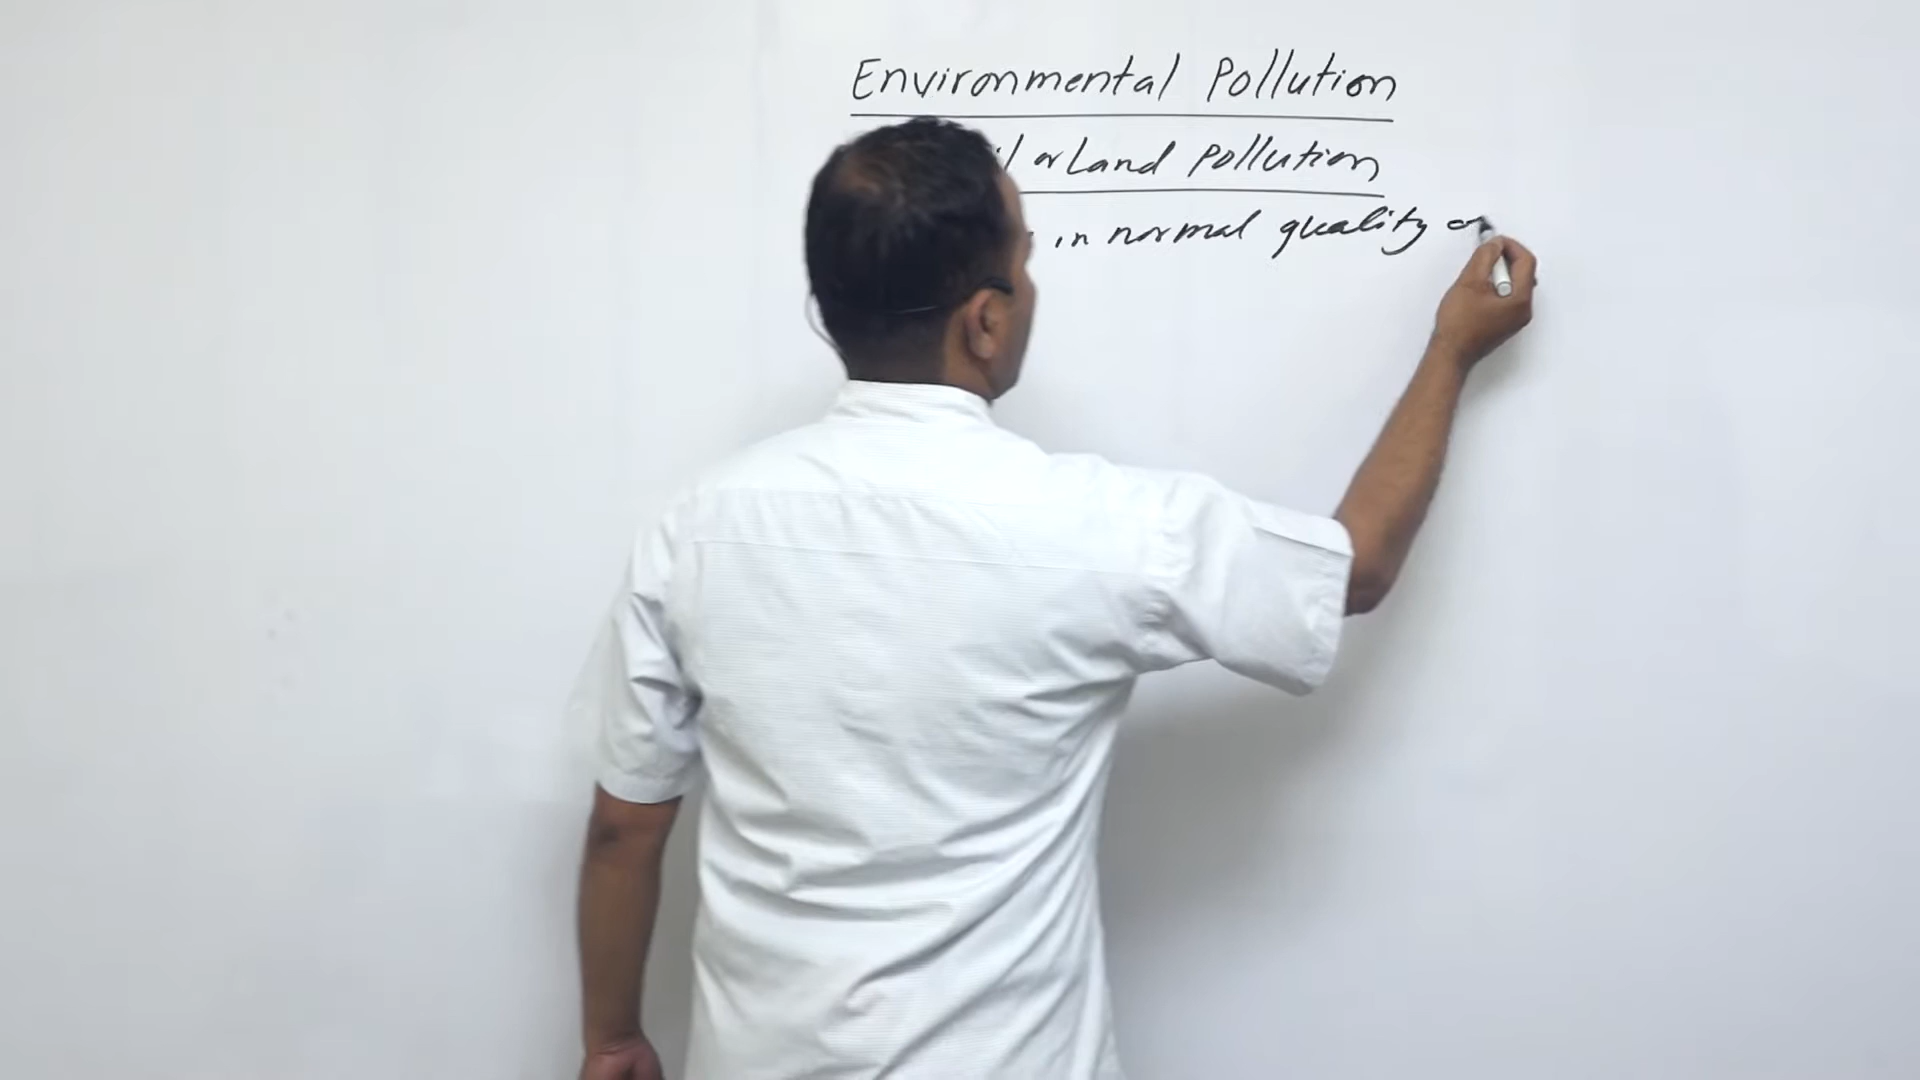 Environmental Pollution
or Land Pollution
in normal quality